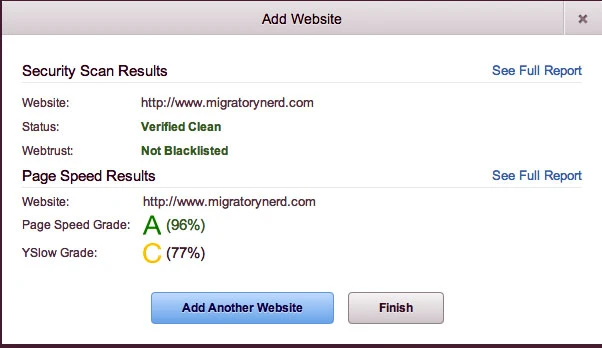 Add Website
Security Scan Results See Full Report
Website: http://www.migratorynerd.com
Status: Verified Clean
Webtrust: Not Blacklisted
Page Speed Results See Full Report
Website: http://www.migratorynerd.com
Page Speed Grade: A (96%)
YSlow Grade: C (77%)
Add Another Website Finish